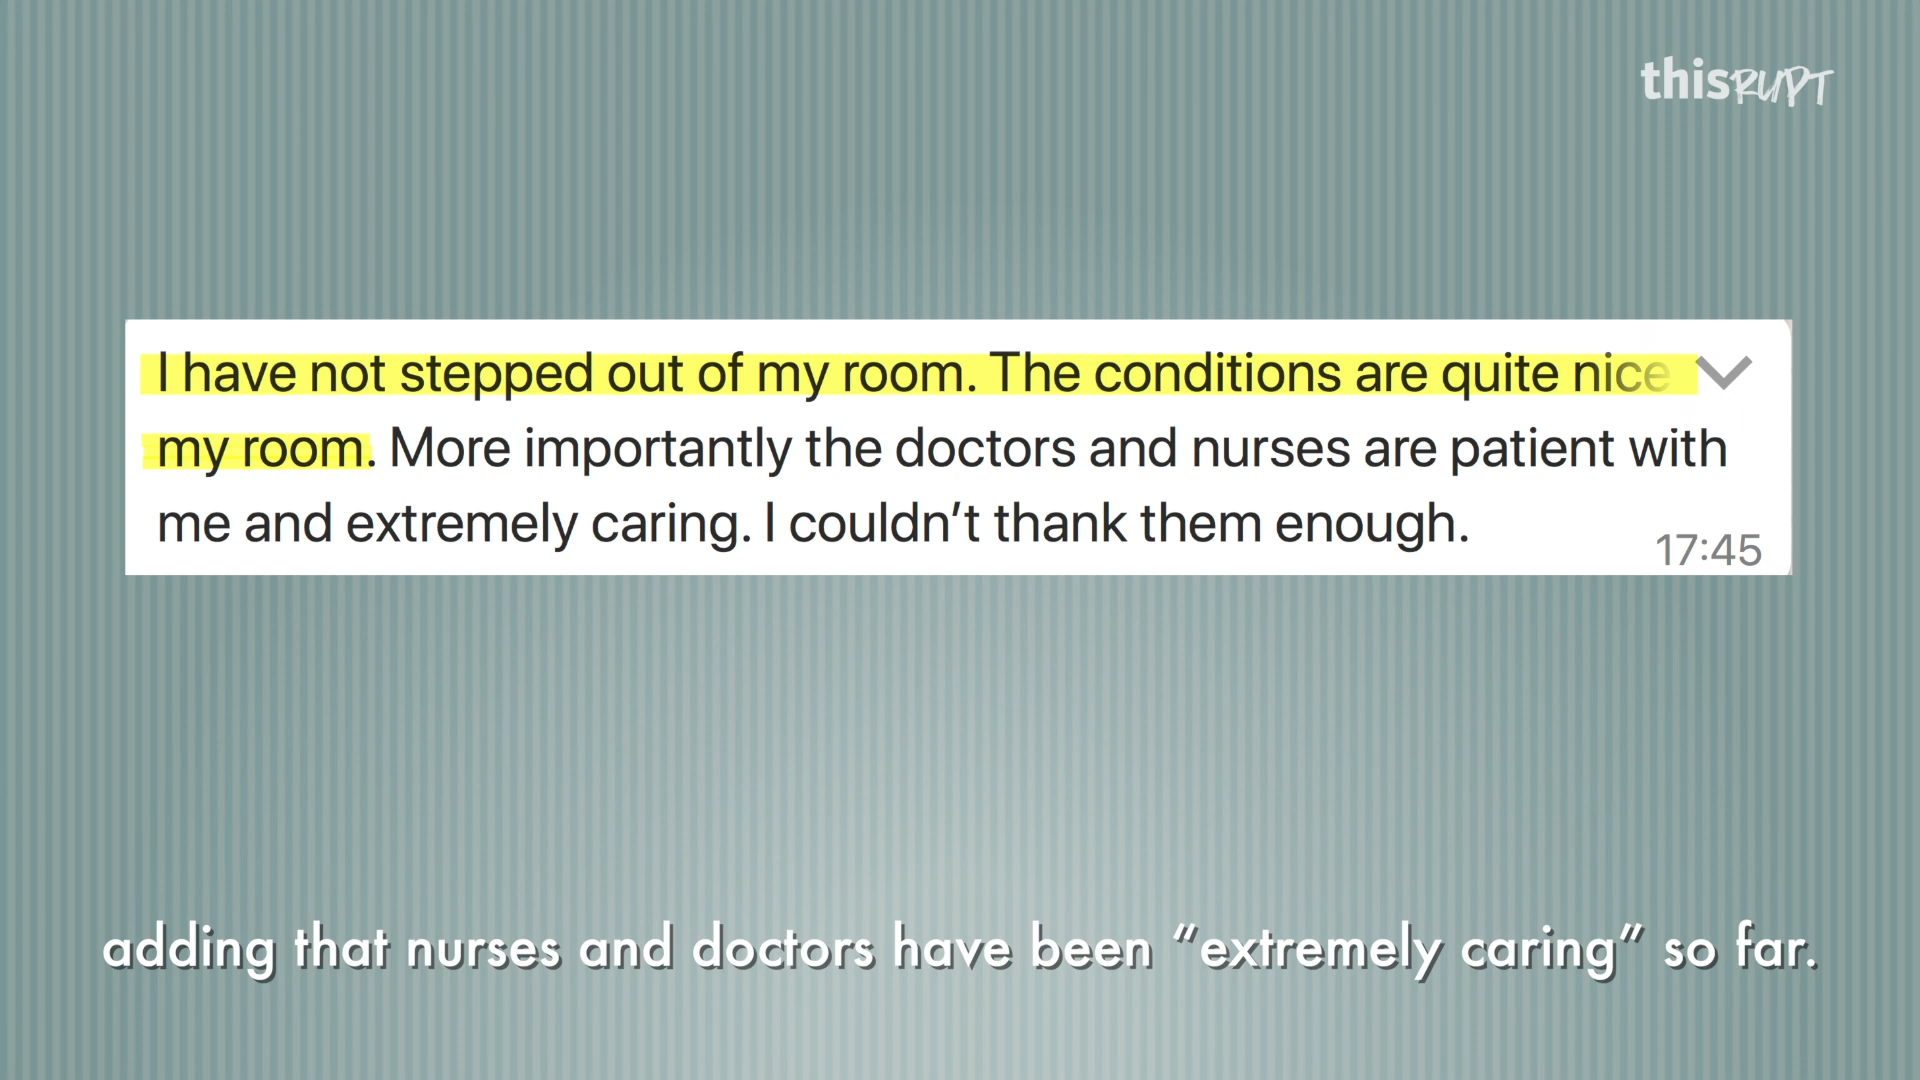 thisRUPT
I have not stepped out of my room. The conditions are quite nice
my room. More importantly the doctors and nurses are patient with
me and extremely caring. I couldn’t thank them enough.
17:45
adding that nurses and doctors have been “extremely caring” so far.